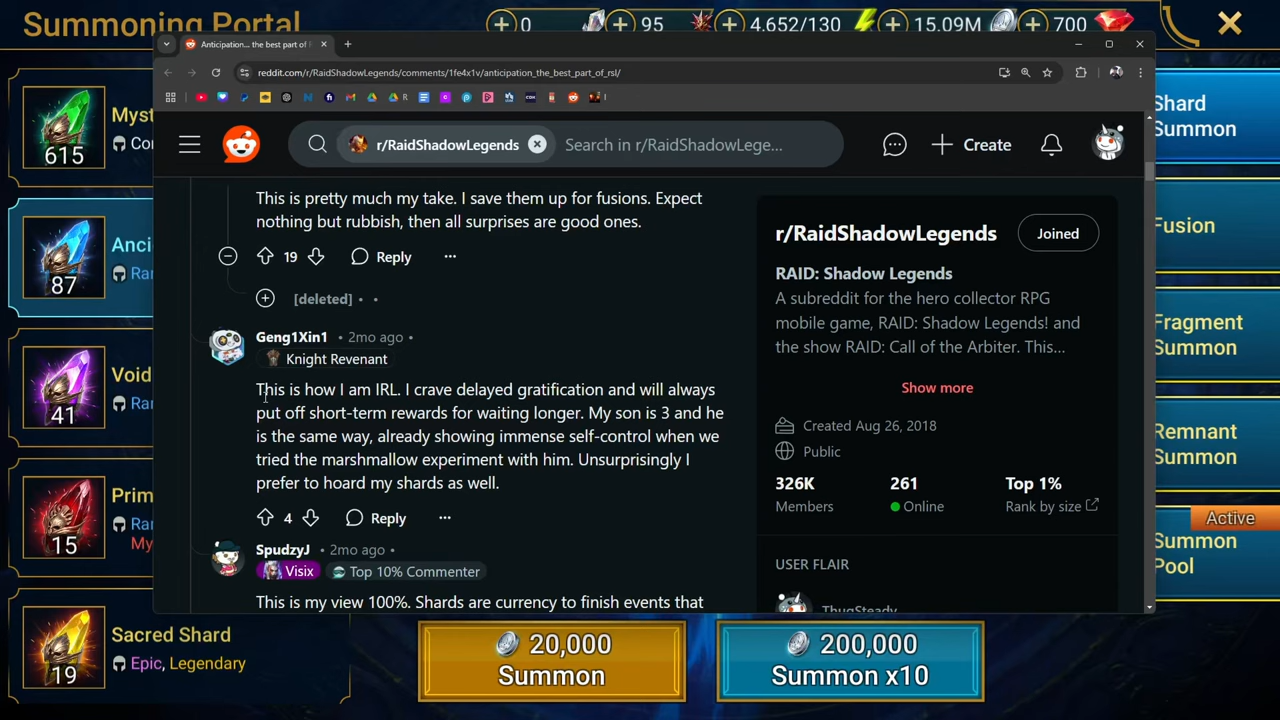 Summoning Portal
0
95
4,652/130
15.09M
700
Anticipation... the best part of
reddit.com/r/RaidShadowLegends/comments/1fe4x1v/anticipation_the_best_part_of_rsl/
r/RaidShadowLegends
Search in r/RaidShadowLege...
Create
This is pretty much my take. I save them up for fusions. Expect
nothing but rubbish, then all surprises are good ones.
19
Reply
[deleted]
Geng1Xin1 • 2mo ago •
Knight Revenant
This is how I am IRL. I crave delayed gratification and will always
put off short-term rewards for waiting longer. My son is 3 and he
is the same way, already showing immense self-control when we
tried the marshmallow experiment with him. Unsurprisingly I
prefer to hoard my shards as well.
4
Reply
SpudzyJ • 2mo ago •
Visix
Top 10% Commenter
This is my view 100%. Shards are currency to finish events that
r/RaidShadowLegends
Joined
RAID: Shadow Legends
A subreddit for the hero collector RPG
mobile game, RAID: Shadow Legends! and
the show RAID: Call of the Arbiter. This...
Show more
Created Aug 26, 2018
Public
326K
Members
261
Online
Top 1%
Rank by size
USER FLAIR
ThugSteady
Myst
615
Co
Anci
Ra
87
Void
Ra
41
Prim
Ra
My
15
Sacred Shard
Epic, Legendary
19
20,000
Summon
200,000
Summon x10
Shard
Summon
Fusion
Fragment
Summon
Remnant
Summon
Active
Summon
Pool